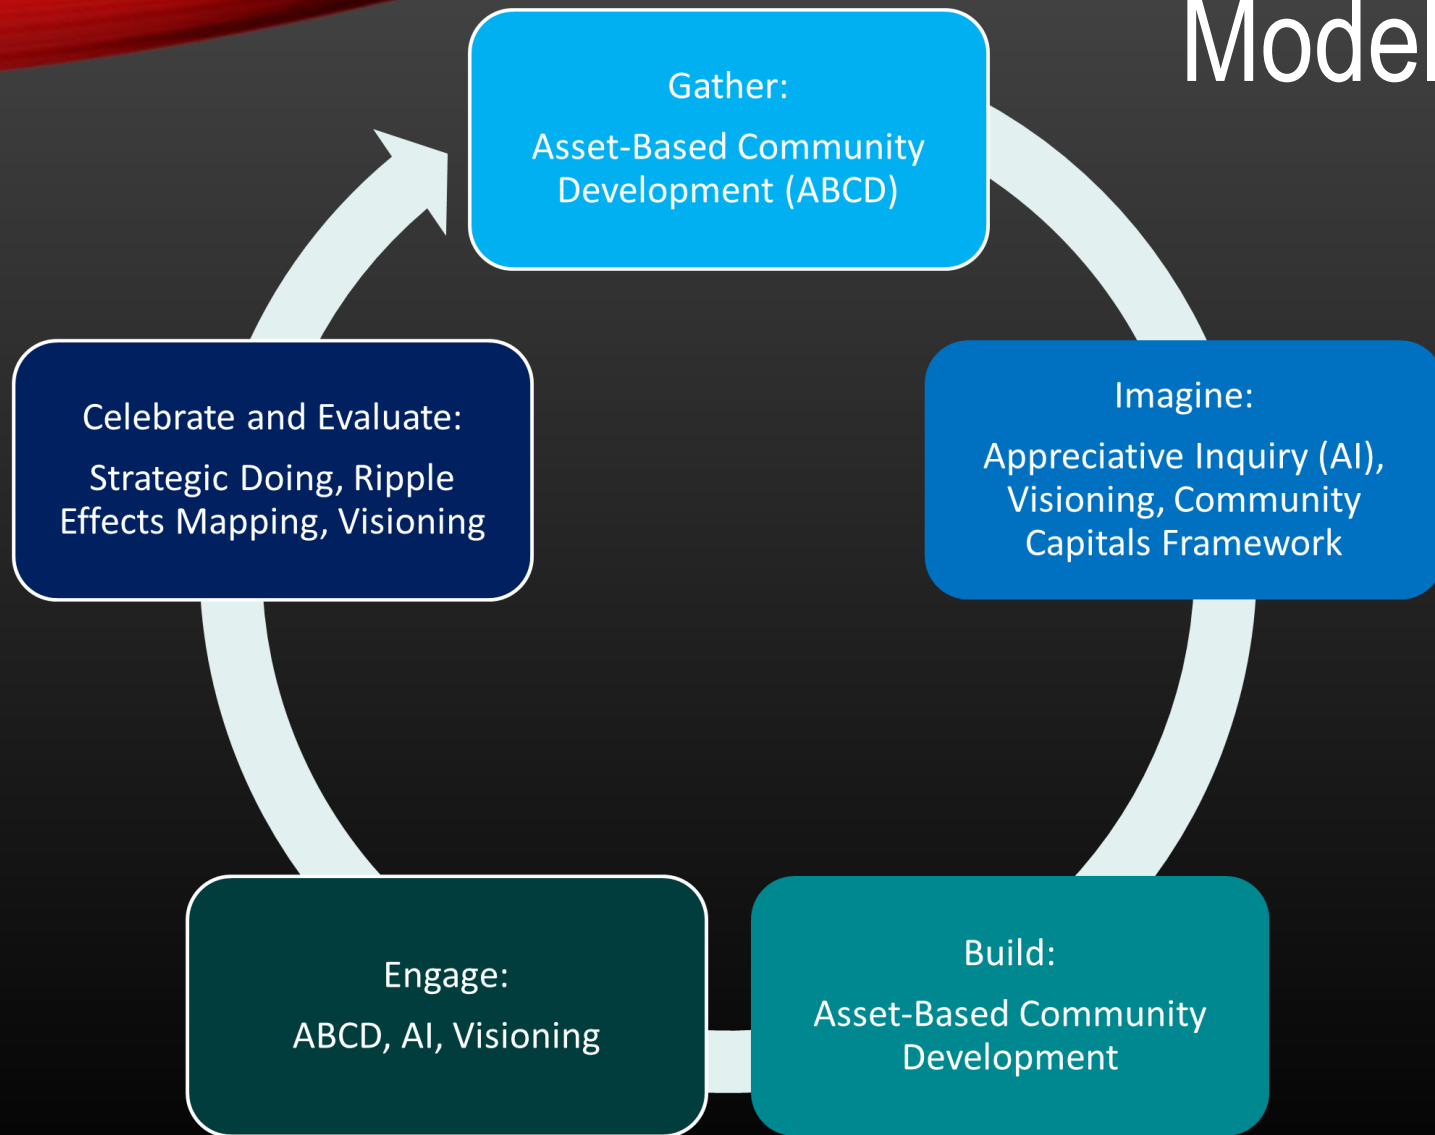 Model
Gather:
Asset-Based Community
Development (ABCD)
Imagine:
Appreciative Inquiry (AI),
Visioning, Community
Capitals Framework
Build:
Asset-Based Community
Development
Engage:
ABCD, AI, Visioning
Celebrate and Evaluate:
Strategic Doing, Ripple
Effects Mapping, Visioning